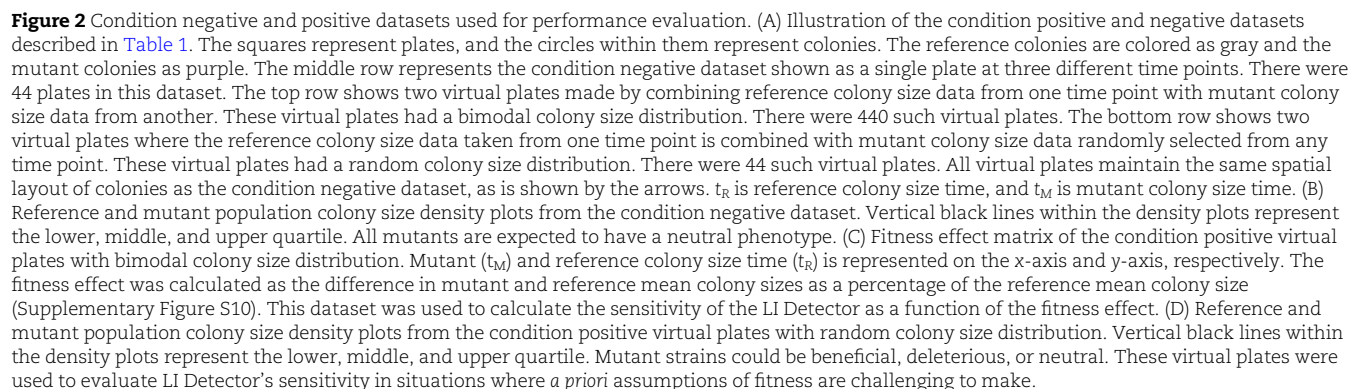 Figure 2 Condition negative and positive datasets used for performance evaluation. (A) Illustration of the condition positive and negative datasets
described in Table 1. The squares represent plates, and the circles within them represent colonies. The reference colonies are colored as gray and the
mutant colonies as purple. The middle row represents the condition negative dataset shown as a single plate at three different time points. There were
44 plates in this dataset. The top row shows two virtual plates made by combining reference colony size data from one time point with mutant colony
size data from another. These virtual plates had a bimodal colony size distribution. There were 440 such virtual plates. The bottom row shows two
virtual plates where the reference colony size data taken from one time point is combined with mutant colony size data randomly selected from any
time point. These virtual plates had a random colony size distribution. There were 44 such virtual plates. All virtual plates maintain the same spatial
layout of colonies as the condition negative dataset, as is shown by the arrows. tR is reference colony size time, and tM is mutant colony size time. (B)
Reference and mutant population colony size density plots from the condition negative dataset. Vertical black lines within the density plots represent
the lower, middle, and upper quartile. All mutants are expected to have a neutral phenotype. (C) Fitness effect matrix of the condition positive virtual
plates with bimodal colony size distribution. Mutant (tM) and reference colony size time (tR) is represented on the x-axis and y-axis, respectively. The
fitness effect was calculated as the difference in mutant and reference mean colony sizes as a percentage of the reference mean colony size
(Supplementary Figure S10). This dataset was used to calculate the sensitivity of the LI Detector as a function of the fitness effect. (D) Reference and
mutant population colony size density plots from the condition positive virtual plates with random colony size distribution. Vertical black lines within
the density plots represent the lower, middle, and upper quartile. Mutant strains could be beneficial, deleterious, or neutral. These virtual plates were
used to evaluate LI Detector's sensitivity in situations where a priori assumptions of fitness are challenging to make.